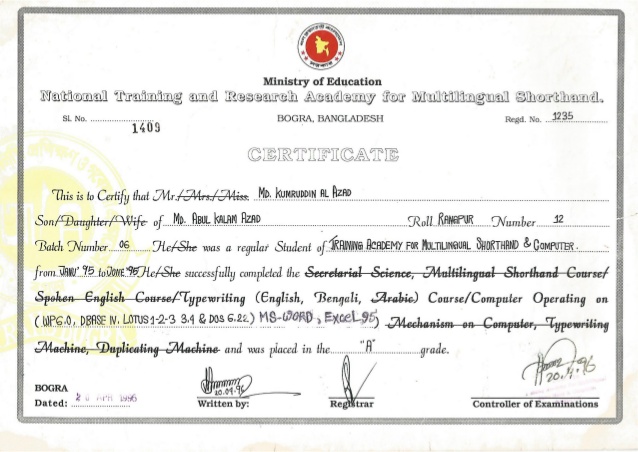 Ministry of Education
National Training and Research Academy for Multilingual Shorthand.
Sl. No. 1409
BOGRA, BANGLADESH
Regd. No. 1235
CERTIFICATE
This is to Certify that Mr./Mrs./Miss. MD. KUMRUDDIN AL AZAD
Son/Daughter/Wife of MD. ABUL KALAM AZAD Roll RANAPUR Number 12
Batch Number 06 He/She was a regular Student of TRAINING ACADEMY FOR MULTILINGUAL SHORTHAND & COMPUTER.
from JANU' 95 to JUNE '95 He/She successfully completed the Secretarial Science, Multilingual Shorthand Course/
Spoken English Course/Typewriting (English, Bengali, Arabic) Course/Computer Operating on
(WP5.0, DBASE IV. LOTUS 1-2-3 3.4 & DOS 6.22) MS-WORD, EXCEL 95) Mechanism on Computer, Typewriting
Machine, Duplicating Machine and was placed in the "A" grade.
BOGRA
Dated: 20 APR 1996
20.04.96
Written by:
Registrar
20.4.96
Controller of Examinations